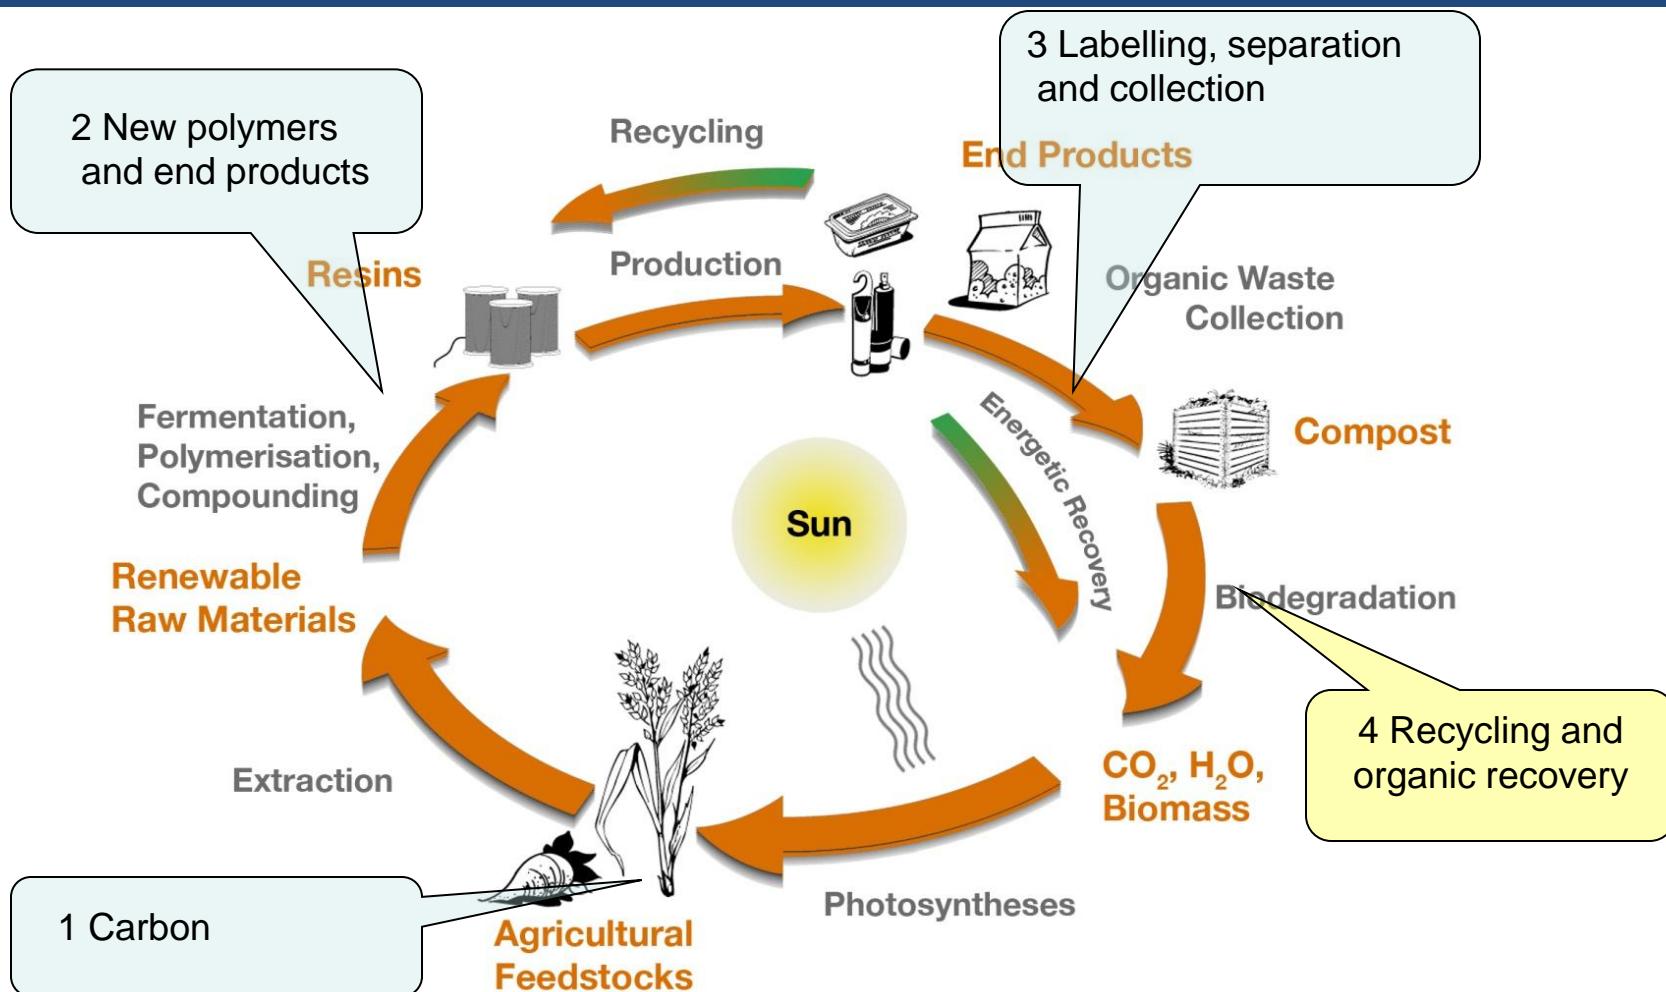 3 Labelling, separation
and collection
2 New polymers
and end products
Recycling
End Products
Resins
Production
Organic Waste
Collection
Fermentation,
Polymerisation,
Compounding
Energetic Recovery
Compost
Sun
Renewable
Raw Materials
Biodegradation
4 Recycling and
organic recovery
Extraction
CO₂, H₂O,
Biomass
Photosyntheses
1 Carbon
Agricultural
Feedstocks